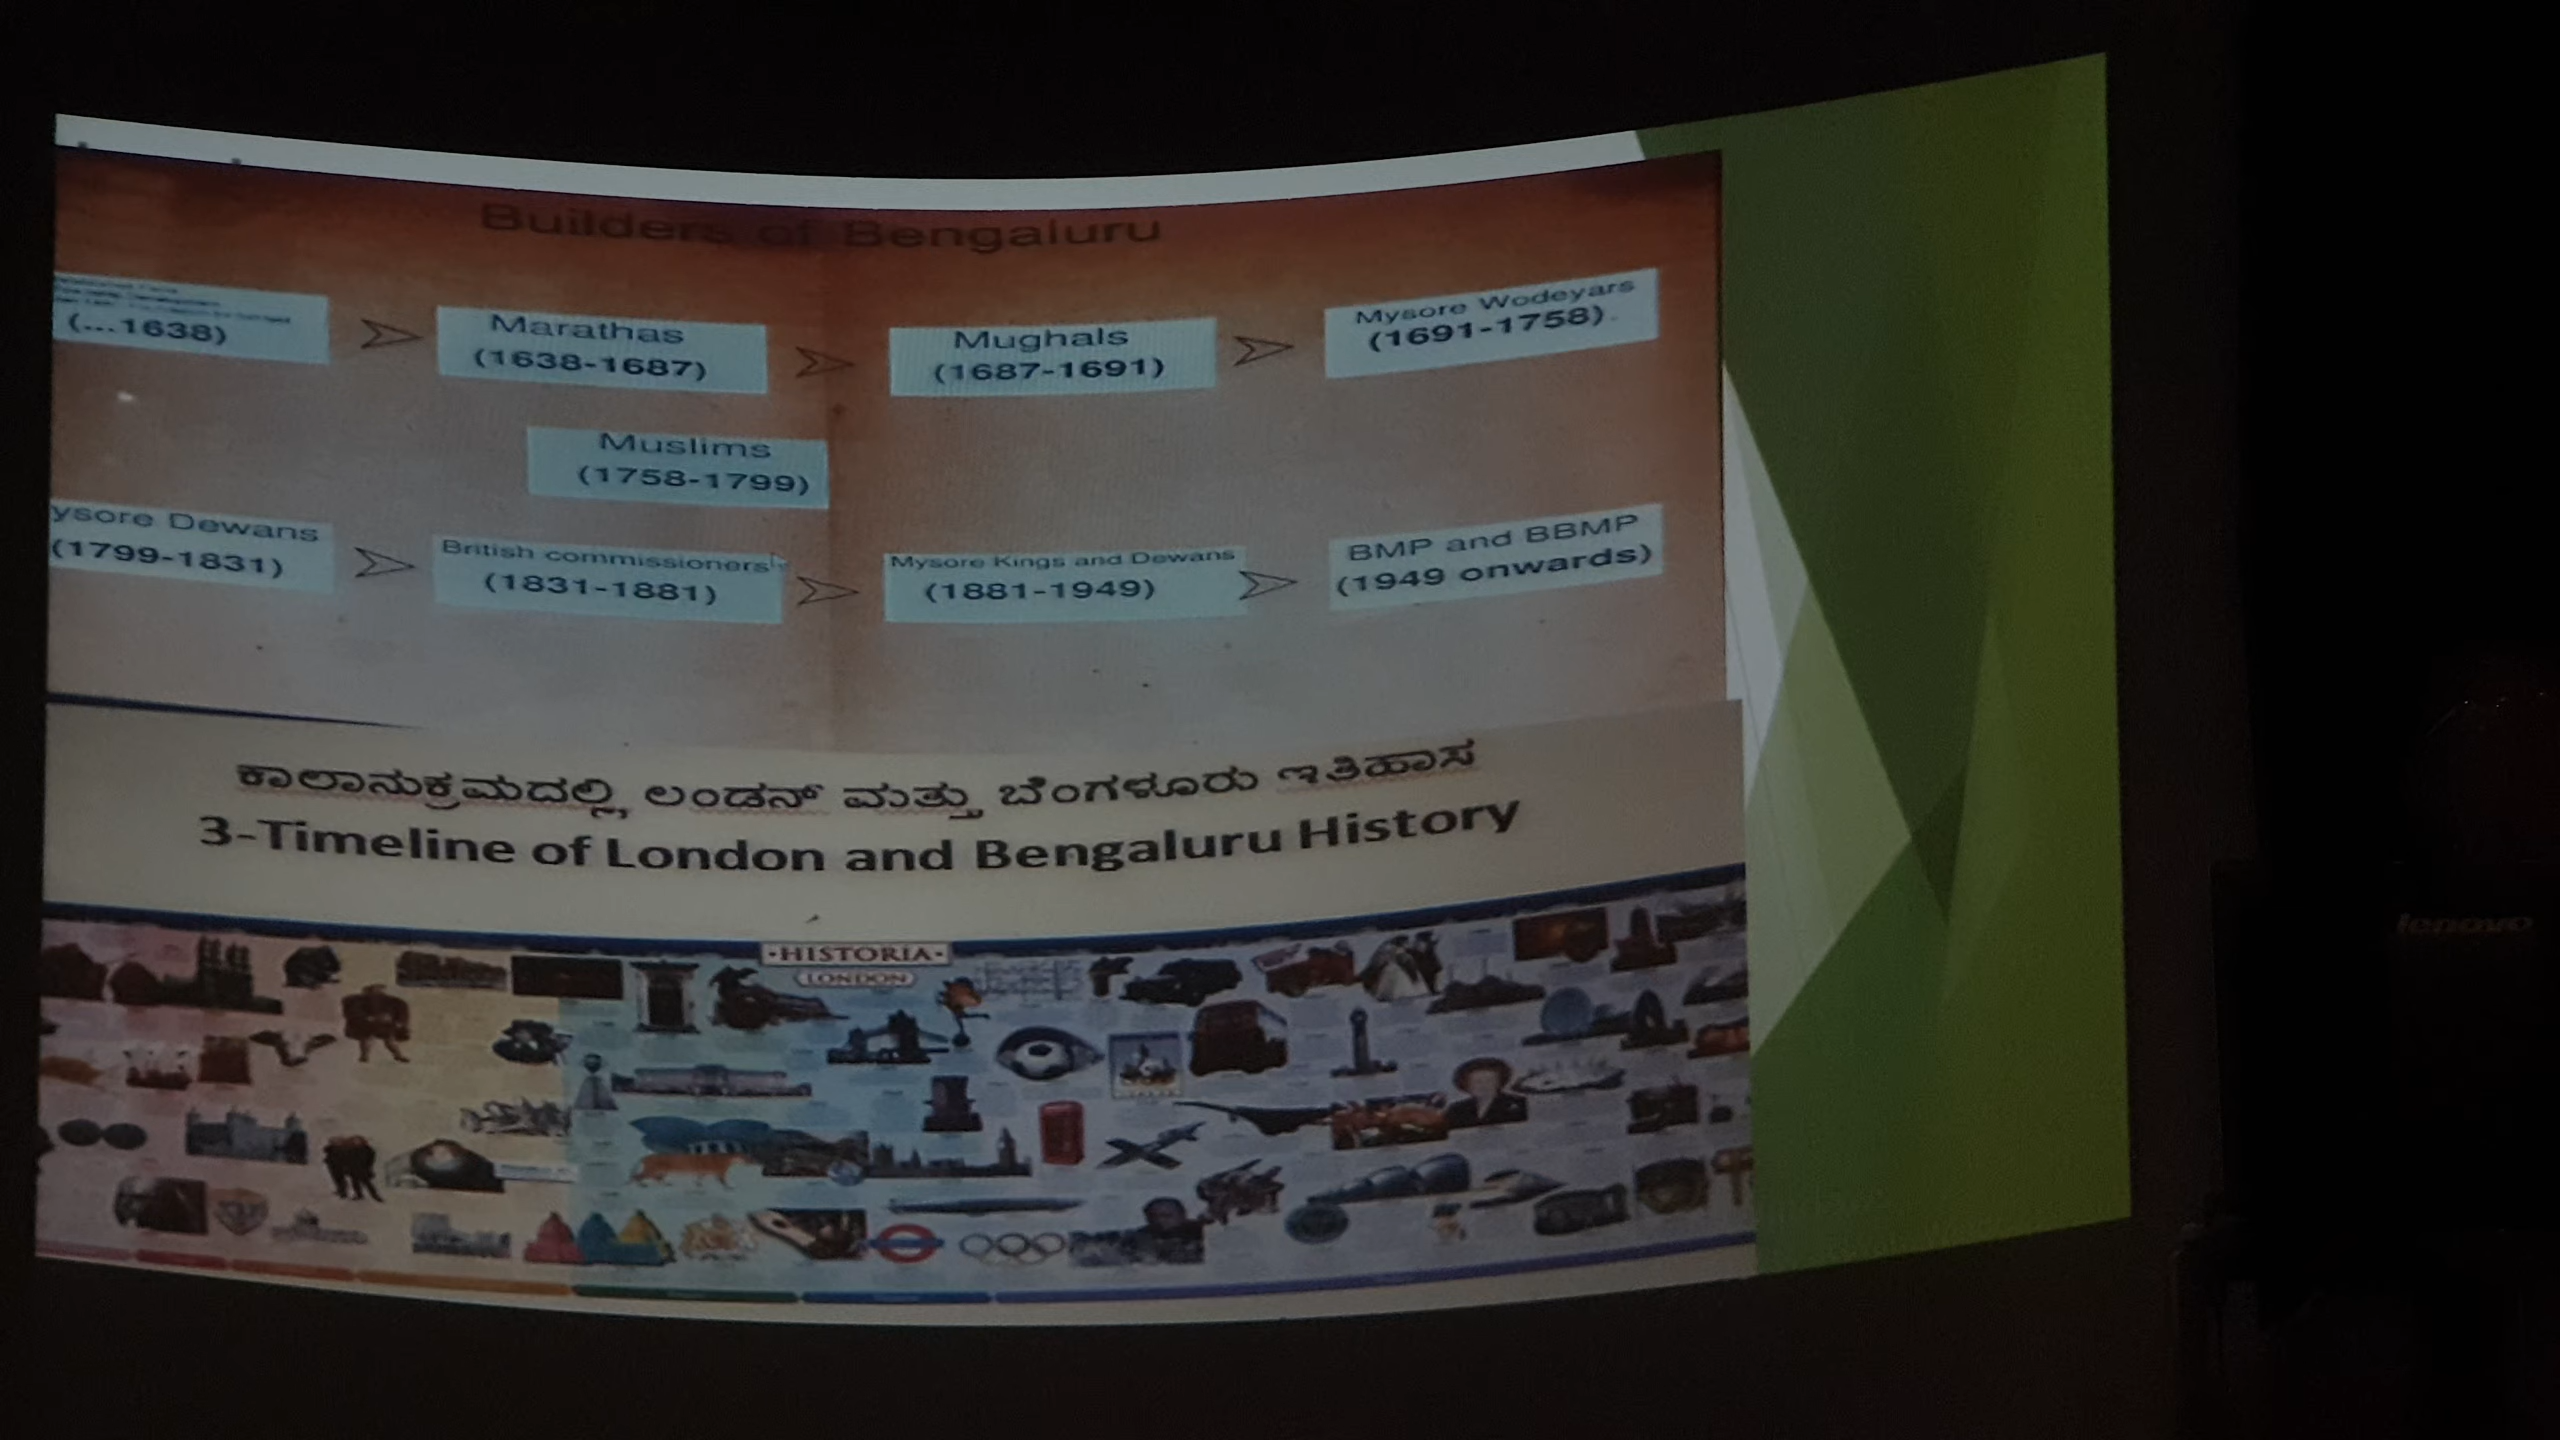 Builders of Bengaluru
(...1638)
Marathas
(1638-1687)
Mughals
(1687-1691)
Mysore Wodeyars
(1691-1758)
Muslims
(1758-1799)
ysore Dewans
(1799-1831)
British commissioners
(1831-1881)
Mysore Kings and Dewans
(1881-1949)
BMP and BBMP
(1949 onwards)
ಕಾಲಾನುಕ್ರಮದಲ್ಲಿ ಲಂಡನ್ ಮತ್ತು ಬೆಂಗಳೂರು ಇತಿಹಾಸ
3-Timeline of London and Bengaluru History
·HISTORIA·
LONDON
lenovo